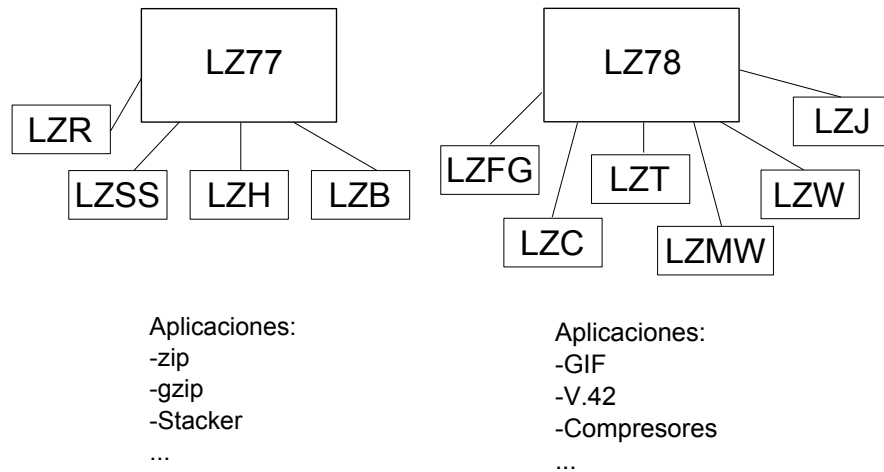 LZ77
LZR
LZSS
LZH
LZB
Aplicaciones:
-zip
-gzip
-Stacker
...
LZ78
LZJ
LZFG
LZT
LZW
LZC
LZMW
Aplicaciones:
-GIF
-V.42
-Compresores
...